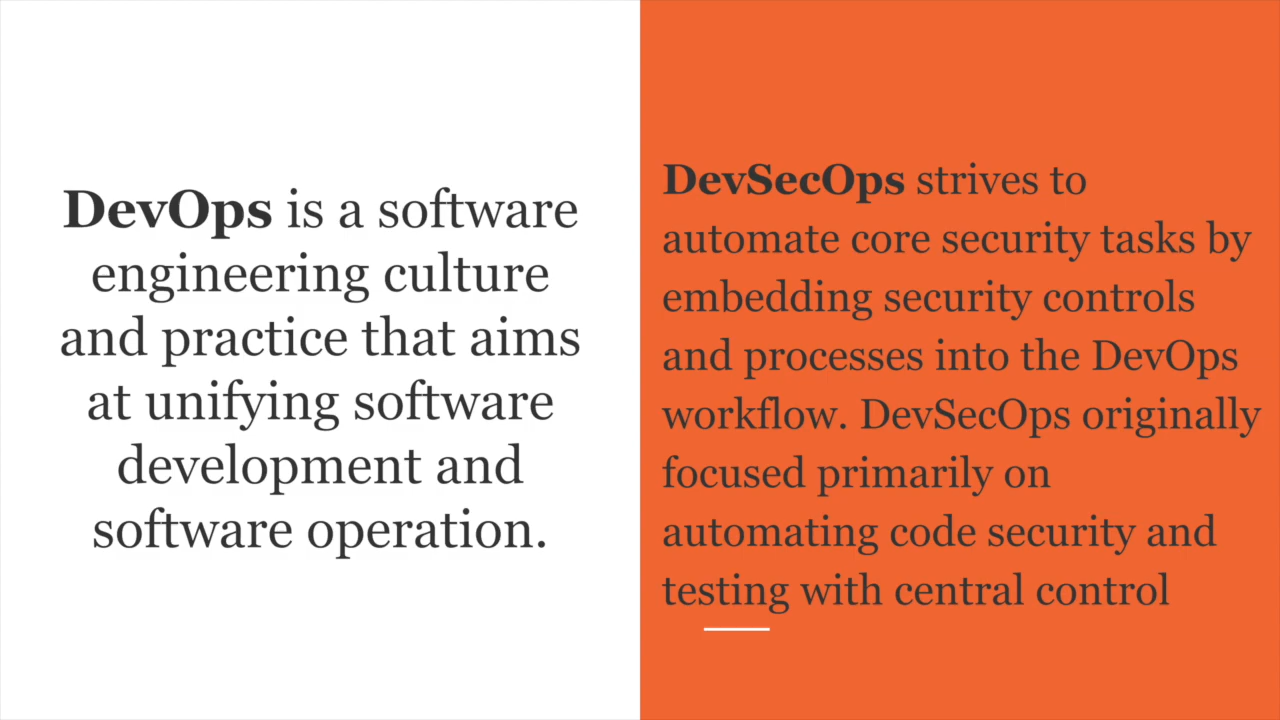 DevOps is a software
engineering culture
and practice that aims
at unifying software
development and
software operation.
DevSecOps strives to
automate core security tasks by
embedding security controls
and processes into the DevOps
workflow. DevSecOps originally
focused primarily on
automating code security and
testing with central control